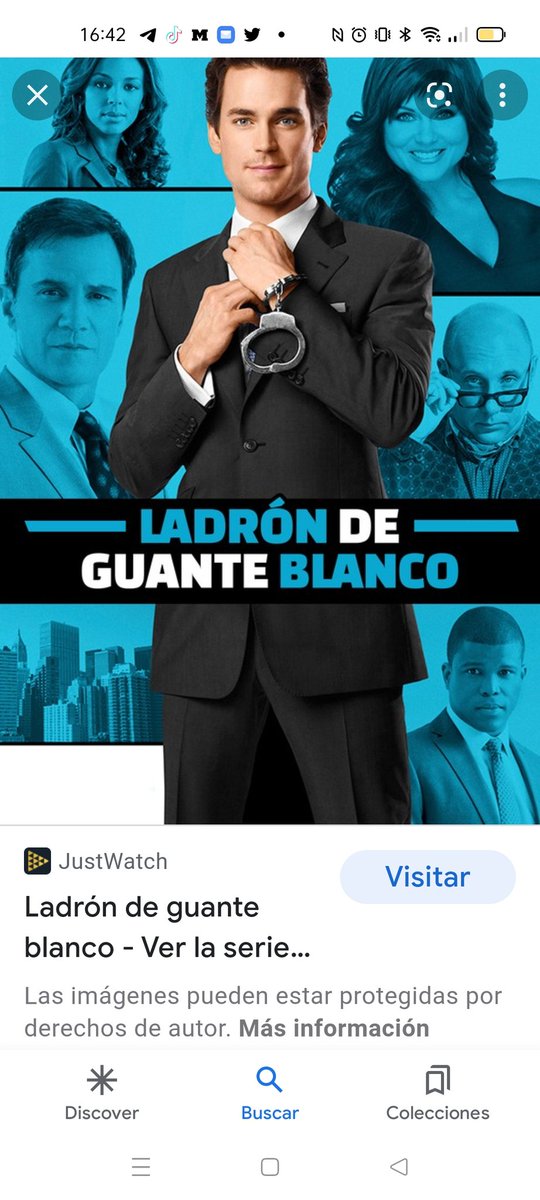 16:42
LADRÓN DE
GUANTE BLANCO
JustWatch
Visitar
Ladrón de guante
blanco - Ver la serie...
Las imágenes pueden estar protegidas por
derechos de autor. Más información
Discover
Buscar
Colecciones